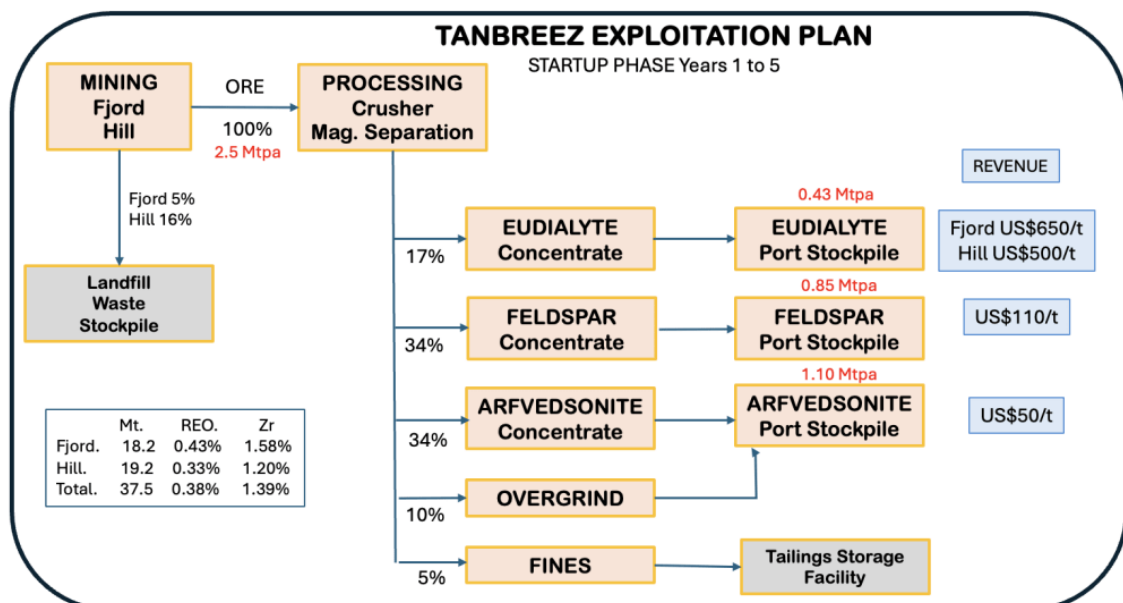 TANBREEZ EXPLOITATION PLAN
STARTUP PHASE Years 1 to 5
MINING
Fjord
Hill
ORE
100%
2.5 Mtpa
PROCESSING
Crusher
Mag. Separation
Fjord 5%
Hill 16%
Landfill
Waste
Stockpile
REVENUE
17%
EUDIALYTE
Concentrate
0.43 Mtpa
EUDIALYTE
Port Stockpile
Fjord US$650/t
Hill US$500/t
34%
FELDSPAR
Concentrate
0.85 Mtpa
FELDSPAR
Port Stockpile
US$110/t
34%
ARFVEDSONITE
Concentrate
1.10 Mtpa
ARFVEDSONITE
Port Stockpile
US$50/t
10%
OVERGRIND
5%
FINES
Tailings Storage
Facility
Mt. REO. Zr
Fjord. 18.2 0.43% 1.58%
Hill. 19.2 0.33% 1.20%
Total. 37.5 0.38% 1.39%